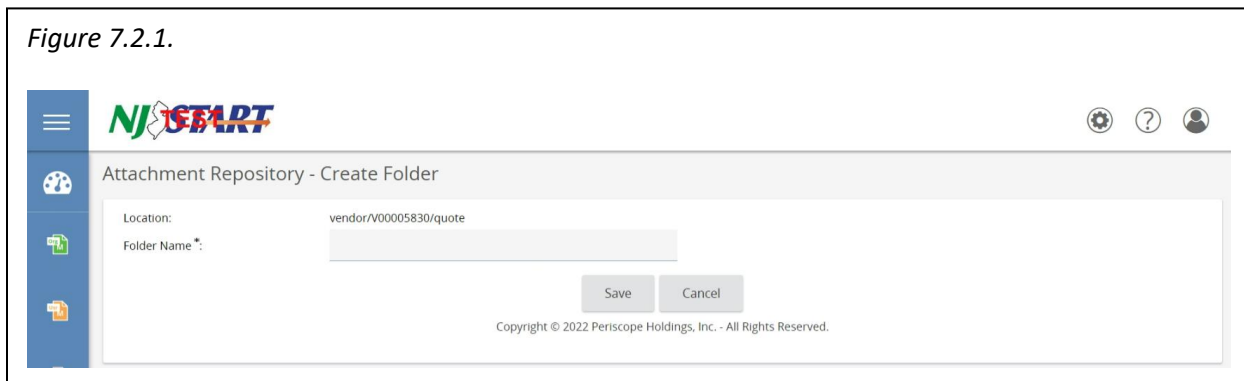 Figure 7.2.1.
NJSTART
TEST
Attachment Repository - Create Folder
Location: vendor/V00005830/quote
Folder Name*:
Save Cancel
Copyright © 2022 Periscope Holdings, Inc. - All Rights Reserved.